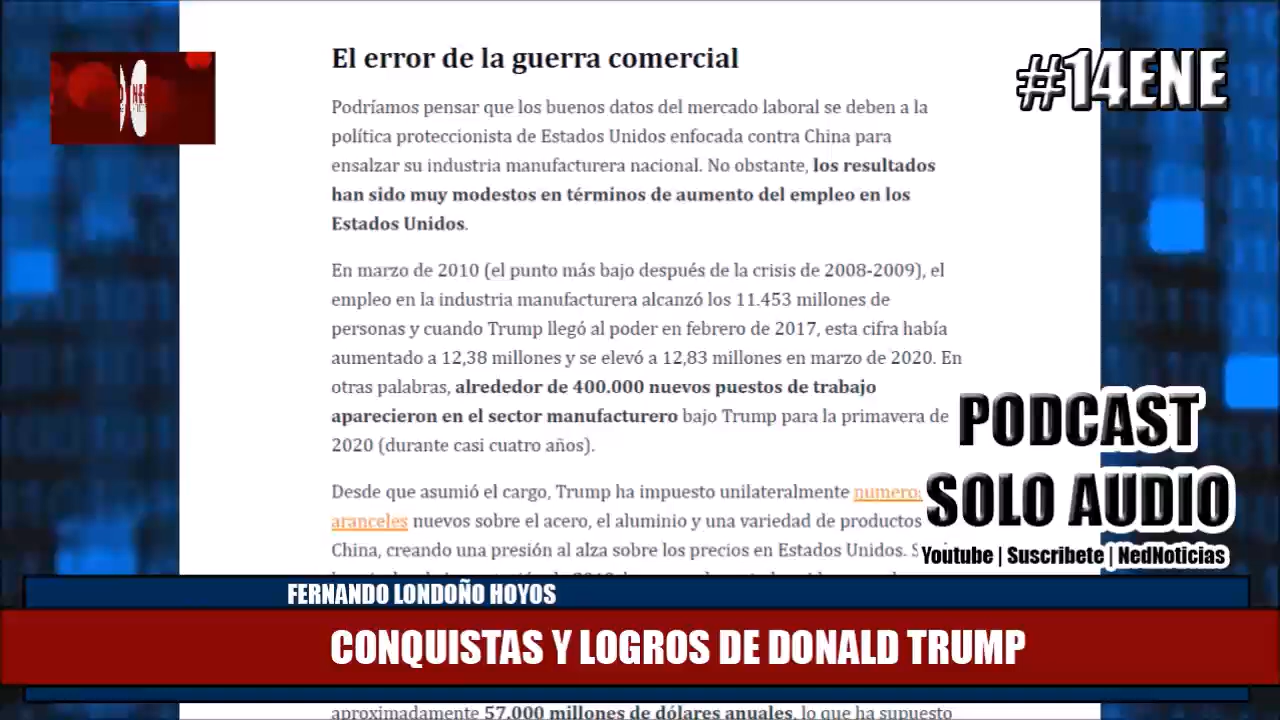 El error de la guerra comercial
#14ENE
Podríamos pensar que los buenos datos del mercado laboral se deben a la
política proteccionista de Estados Unidos enfocada contra China para
ensalzar su industria manufacturera nacional. No obstante, los resultados
han sido muy modestos en términos de aumento del empleo en los
Estados Unidos.
En marzo de 2010 (el punto más bajo después de la crisis de 2008-2009), el
empleo en la industria manufacturera alcanzó los 11.453 millones de
personas y cuando Trump llegó al poder en febrero de 2017, esta cifra había
aumentado a 12,38 millones y se elevó a 12,83 millones en marzo de 2020. En
otras palabras, alrededor de 400.000 nuevos puestos de trabajo
aparecieron en el sector manufacturero bajo Trump para la primavera de
2020 (durante casi cuatro años).
Desde que asumió el cargo, Trump ha impuesto unilateralmente
aranceles nuevos sobre el acero, el aluminio y una variedad de productos
China, creando una presión al alza sobre los precios en Estados Unidos.
PODCAST
SOLO AUDIO
Youtube | Suscribete | NedNoticias
FERNANDO LONDOÑO HOYOS
CONQUISTAS Y LOGROS DE DONALD TRUMP
aproximadamente 57.000 millones de dólares anuales, lo que ha supuesto